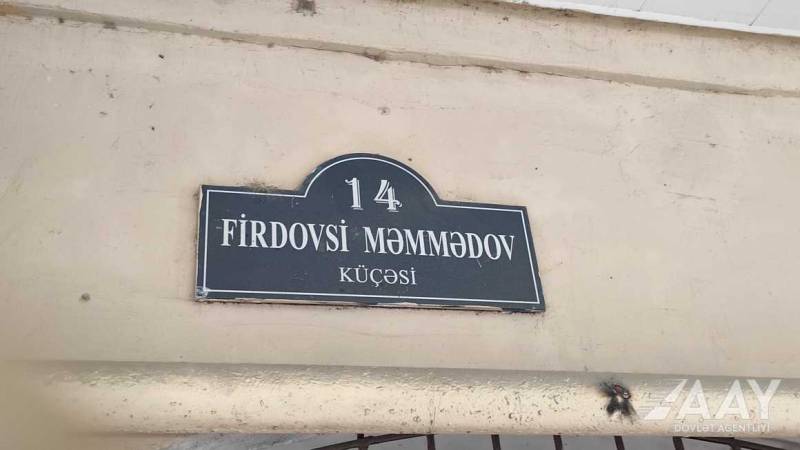 14
FİRDOVSİ MƏMMƏDOV
KÜÇƏSİ
AAY
DÖVLƏT AGENTLİYİ